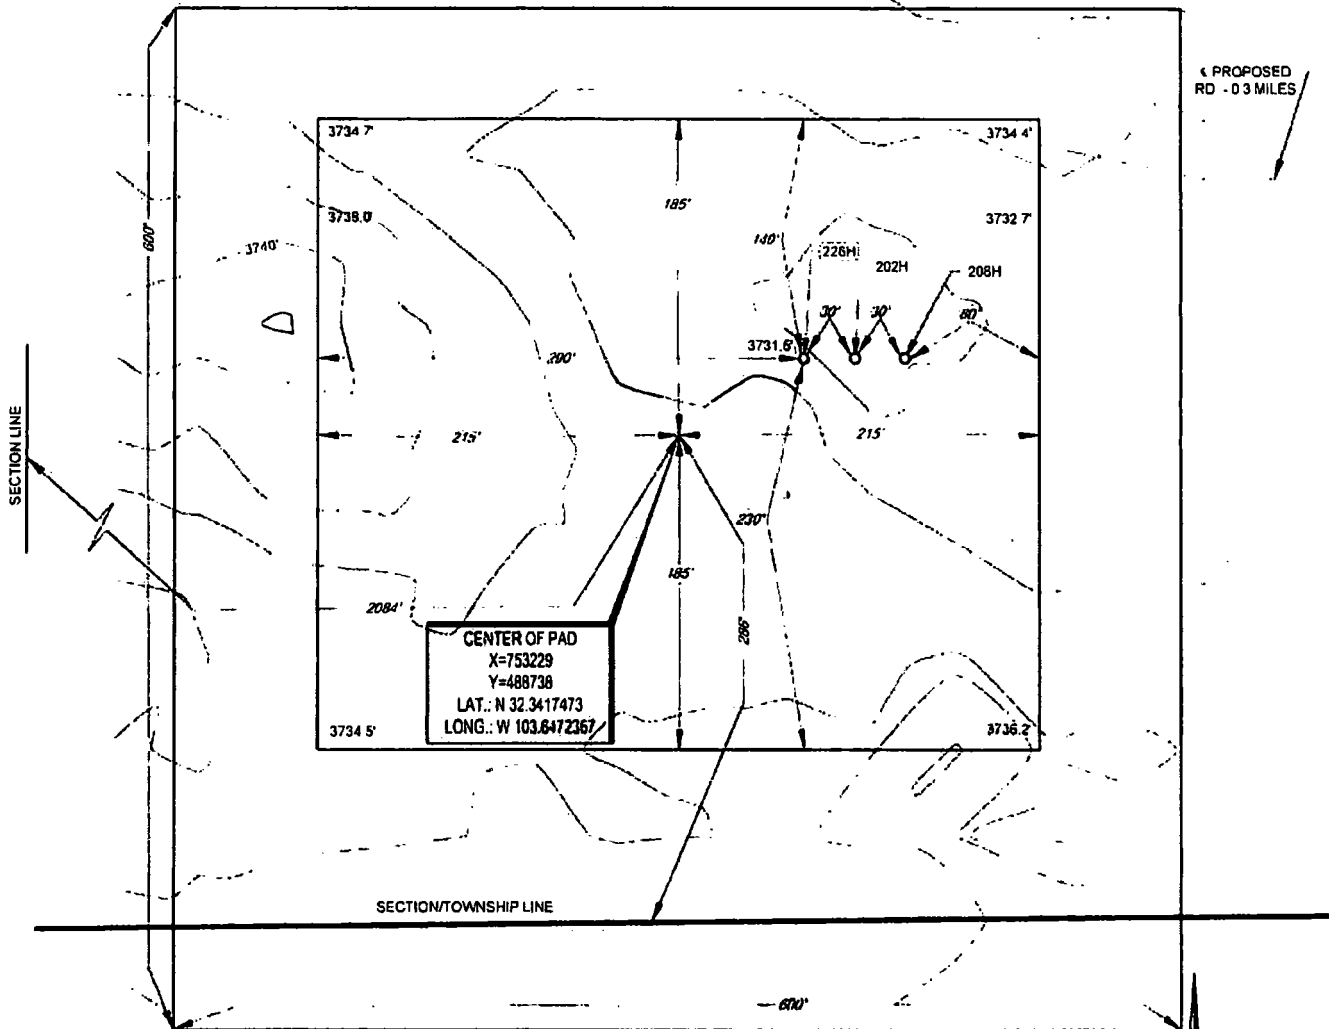 ℄ PROPOSED
RD - 0 3 MILES
3734 7'
3734 4'
185'
3738.0'
3732 7'
600'
140'
3740'
226H
202H
208H
30'
30'
80'
3731.6'
290'
SECTION LINE
215'
215'
230'
185'
2084'
286'
CENTER OF PAD
X=753229
Y=488738
LAT.: N 32.3417473
LONG.: W 103.6472367
3734 5'
3736.2'
SECTION/TOWNSHIP LINE
600'